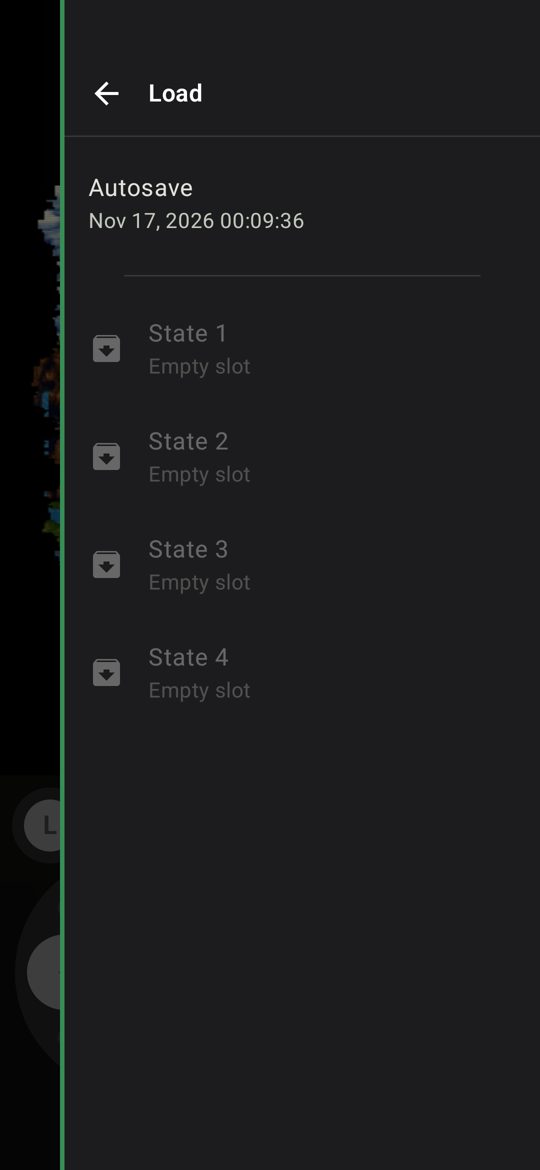 Load
Autosave
Nov 17, 2026 00:09:36
State 1
Empty slot
State 2
Empty slot
State 3
Empty slot
State 4
Empty slot
L